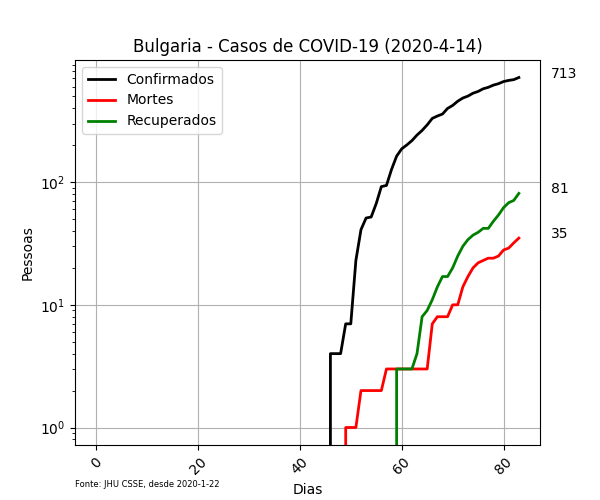 Bulgaria - Casos de COVID-19 (2020-4-14)
Confirmados
Mortes
Recuperados
713
81
35
10²
10¹
10⁰
Pessoas
0
20
40
60
80
Dias
Fonte: JHU CSSE, desde 2020-1-22